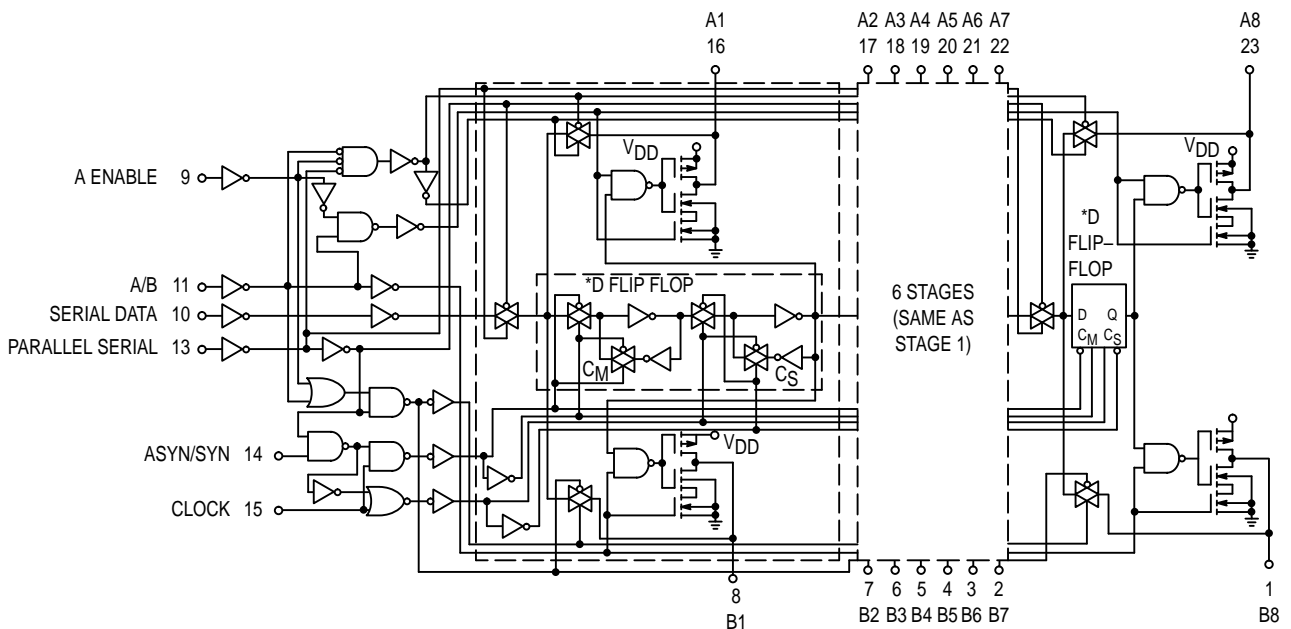 A1
16
A2 A3 A4 A5 A6 A7
17 18 19 20 21 22
A8
23
VDD
VDD
A ENABLE 9
*D
FLIP–
FLOP
*D FLIP FLOP
A/B 11
SERIAL DATA 10
PARALLEL SERIAL 13
6 STAGES
(SAME AS
STAGE 1)
D Q
CM CS
CM
CS
ASYN/SYN 14
VDD
CLOCK 15
8
B1
7 6 5 4 3 2
B2 B3 B4 B5 B6 B7
1
B8